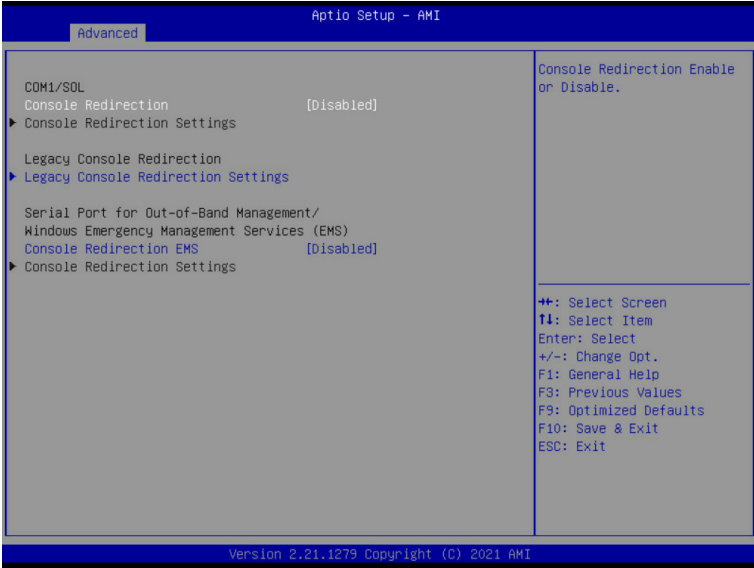 Aptio Setup – AMI
Advanced
COM1/SOL
Console Redirection [Disabled]
Console Redirection Settings
Legacy Console Redirection
Legacy Console Redirection Settings
Serial Port for Out-of-Band Management/
Windows Emergency Management Services (EMS)
Console Redirection EMS [Disabled]
Console Redirection Settings
Console Redirection Enable
or Disable.
→←: Select Screen
↑↓: Select Item
Enter: Select
+/-: Change Opt.
F1: General Help
F3: Previous Values
F9: Optimized Defaults
F10: Save & Exit
ESC: Exit
Version 2.21.1279 Copyright (C) 2021 AMI